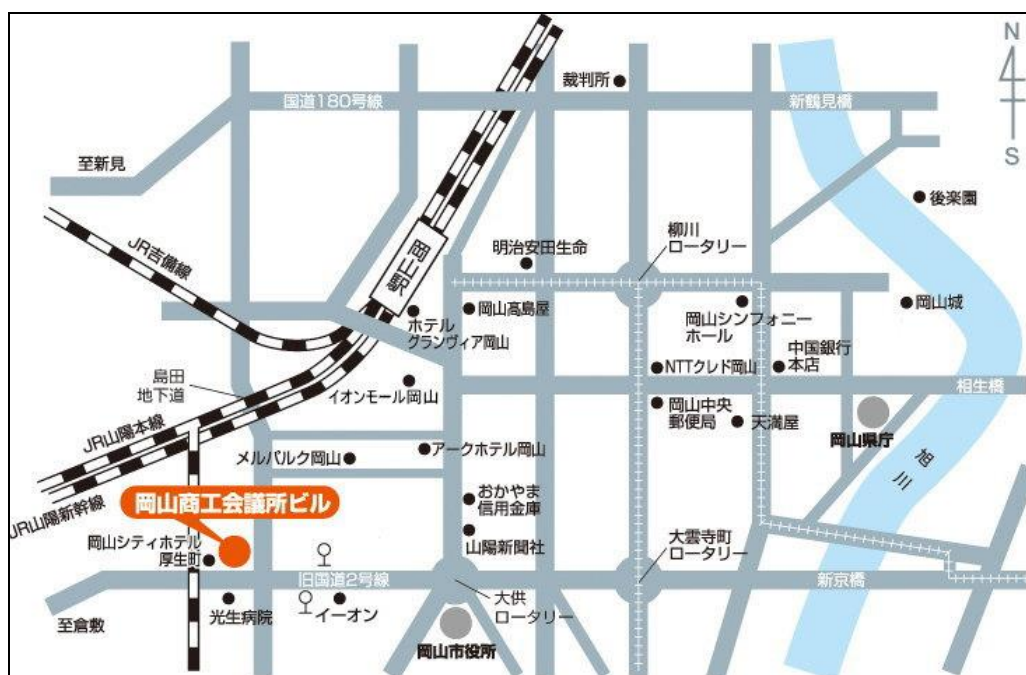 N
S
裁判所
国道180号線
新鶴見橋
至新見
後楽園
JR吉備線
柳川
ロータリー
明治安田生命
岡山駅
岡山城
岡山髙島屋
ホテル
グランヴィア岡山
岡山シンフォニー
ホール
中国銀行
本店
NTTクレド岡山
島田
地下道
イオンモール岡山
相生橋
岡山中央
郵便局
天満屋
岡山県庁
JR山陽本線
アークホテル岡山
メルパルク岡山
旭川
おかやま
信用金庫
JR山陽新幹線
岡山商工会議所ビル
山陽新聞社
大雲寺町
ロータリー
岡山シティホテル
厚生町
旧国道2号線
新京橋
大供
ロータリー
光生病院
イーオン
至倉敷
岡山市役所